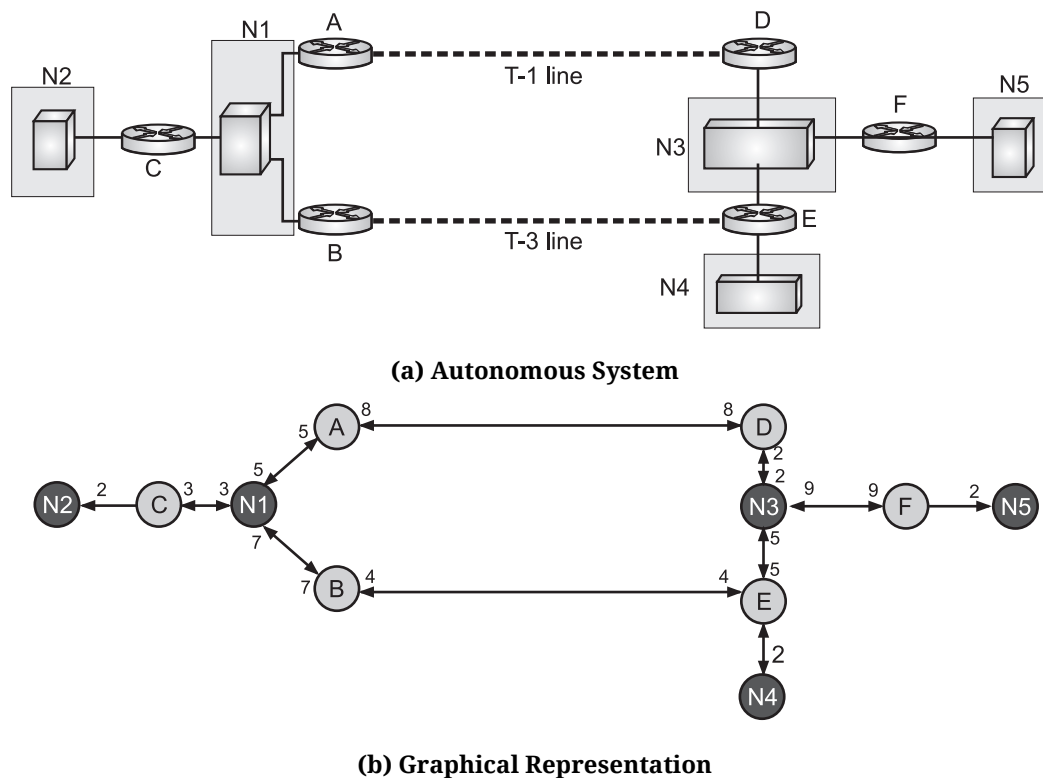 A
D
N1
N2
T-1 line
N5
F
N3
C
B
T-3 line
E
N4
(a) Autonomous System
8
8
A
D
5
2
5
2
N2
2
C
3
3
N1
N3
9
9
F
2
N5
7
5
7
B
4
4
5
E
2
N4
(b) Graphical Representation